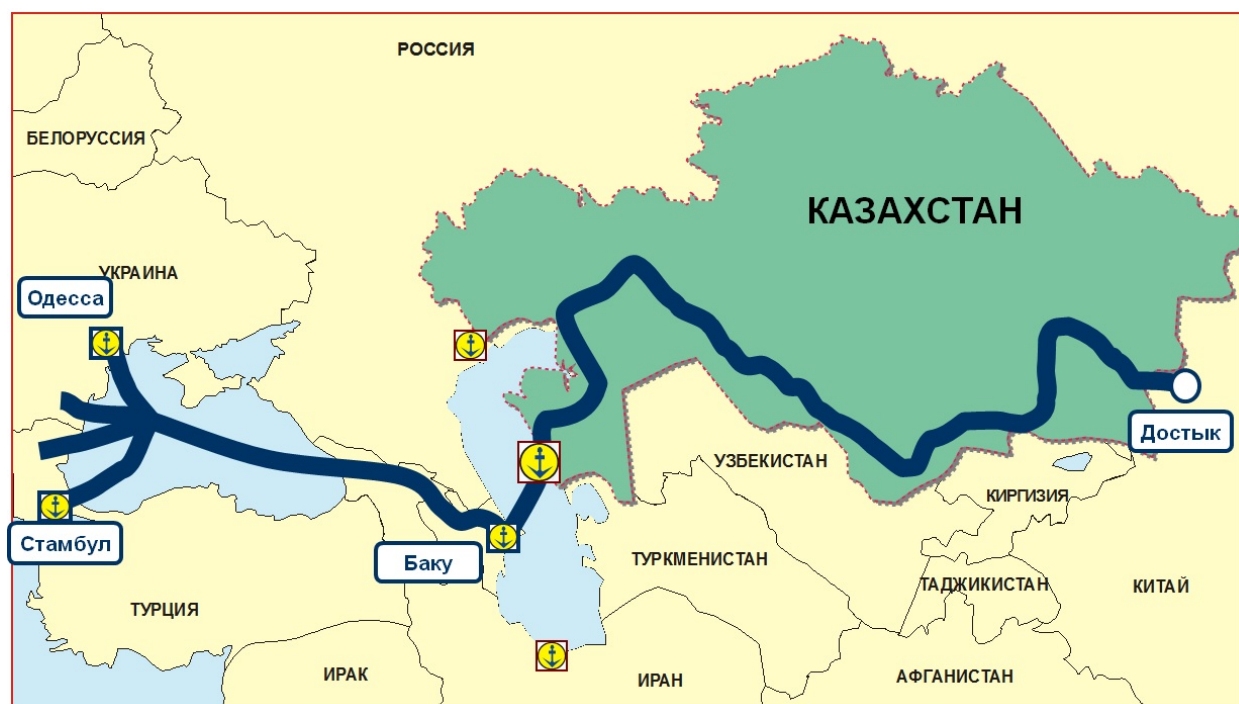 РОССИЯ
БЕЛОРУССИЯ
КАЗАХСТАН
УКРАИНА
Одесса
Достык
УЗБЕКИСТАН
КИРГИЗИЯ
Стамбул
Баку
ТУРКМЕНИСТАН
ТАДЖИКИСТАН
КИТАЙ
ТУРЦИЯ
ИРАК
ИРАН
АФГАНИСТАН